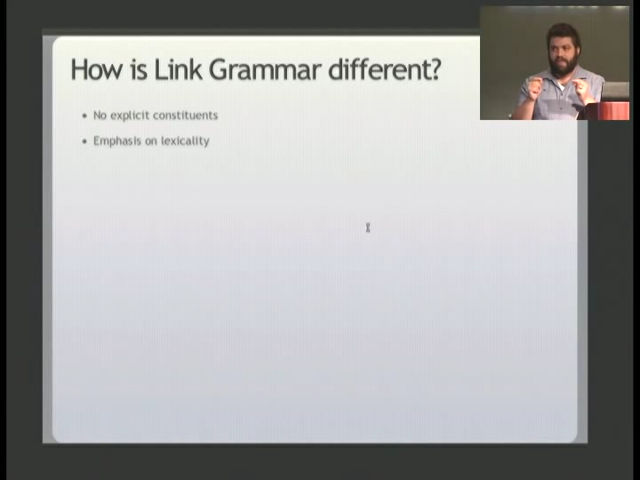 How is Link Grammar different?
• No explicit constituents
• Emphasis on lexicality